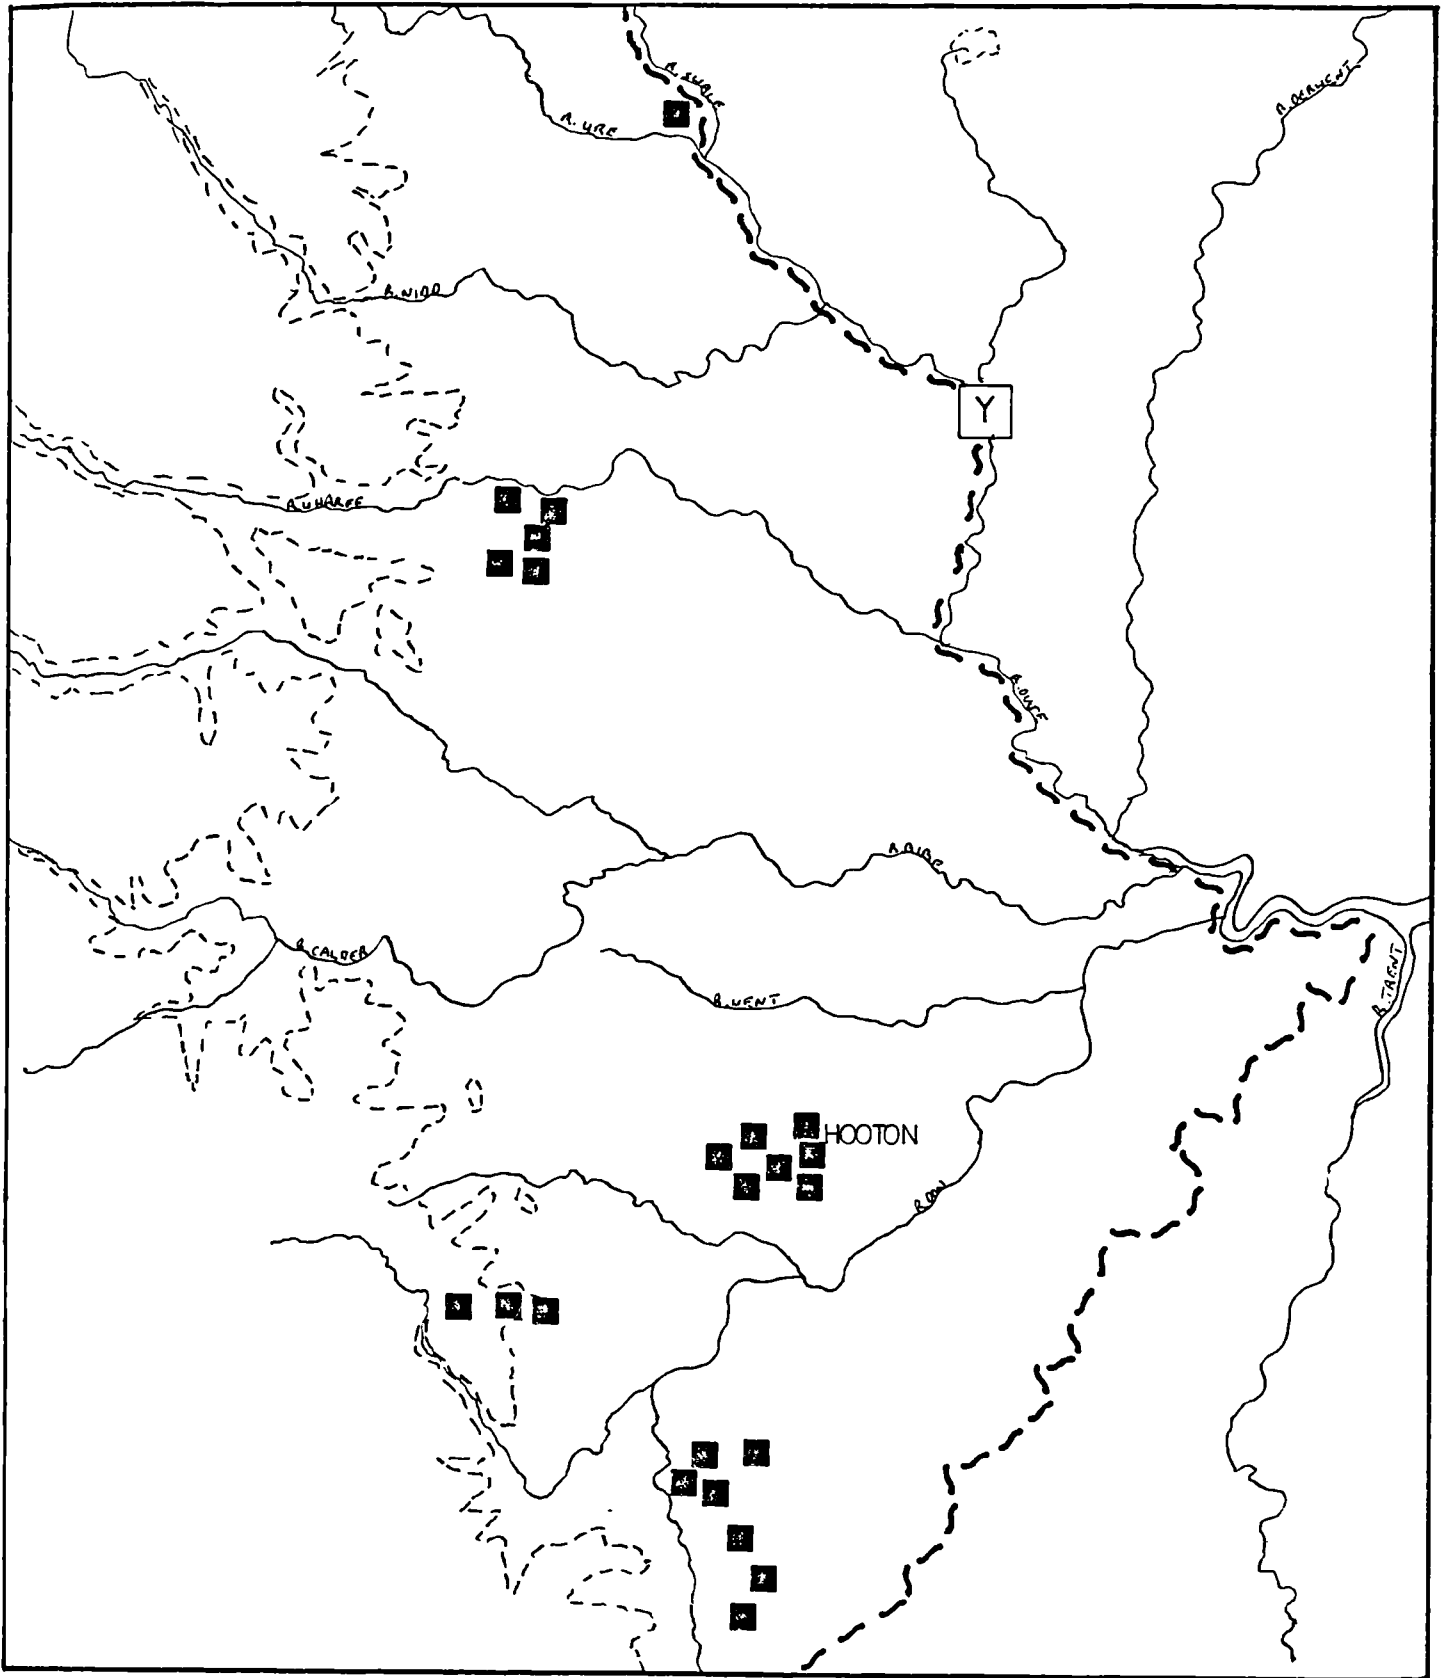 R. SWALE
R. URE
R. DERWENT
R. NIDD
Y
R. WHARFE
R. OUSE
R. AIRE
R. CALDER
R. WENT
R. TRENT
HOOTON
R. DON